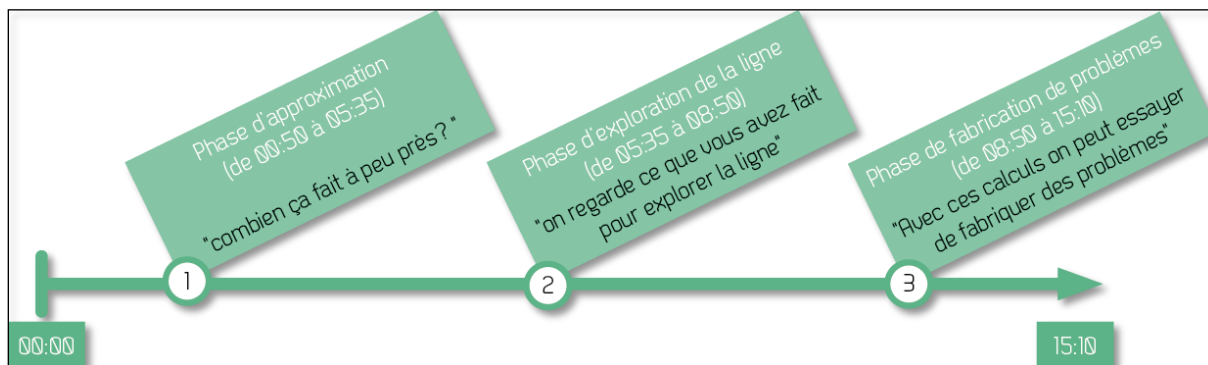 Phase d'approximation
(de 00:50 à 05:35)
"combien ça fait à peu près?"
1
Phase d'exploration de la ligne
(de 05:35 à 08:50)
"on regarde ce que vous avez fait
pour explorer la ligne"
2
Phase de fabrication de problèmes
(de 08:50 à 15:10)
"Avec ces calculs on peut essayer
de fabriquer des problèmes"
3
00:00
15:10